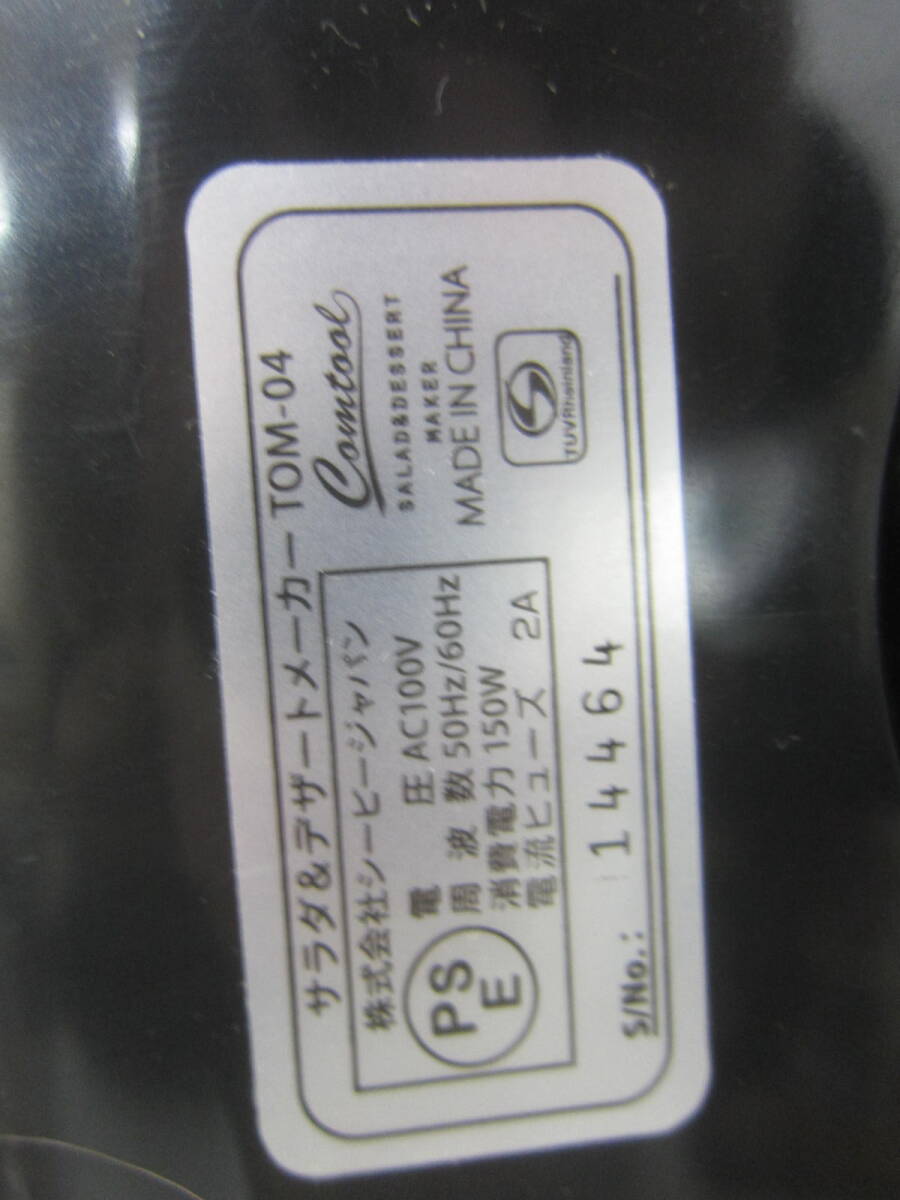 サラダ&デザートメーカー TOM-04
株式会社シービージャパン
PS
E
電 圧 AC100V
周 波 数 50Hz/60Hz
消費電力 150W
電流ヒューズ 2A
Comtool
SALAD&DESSERT
MAKER
MADE IN CHINA
TUVRheinland
S/No.: 14464